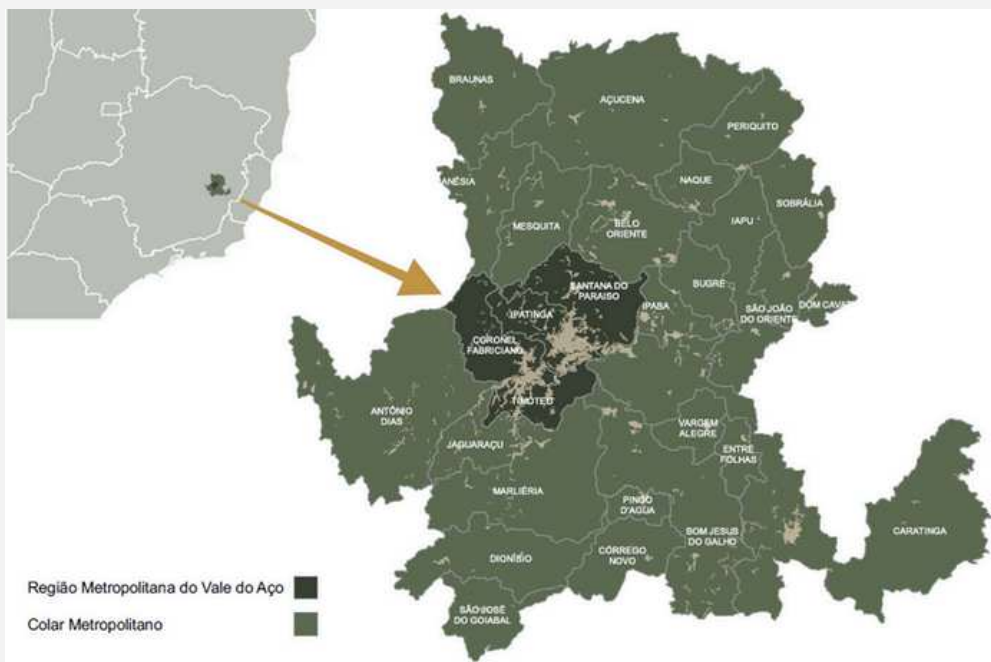 BRAUNAS
AÇUCENA
PERIQUITO
ANÉSIA
NAQUE
SOBRÁLIA
MESQUITA
BELO
ORIENTE
IAPU
SANTANA DO
PARAISO
BUGRE
IPABA
IPATINGA
SÃO JOÃO
DO ORIENTE
DOM CAVAT
CORONEL
FABRICIANO
TIMÓTEO
ANTÔNIO
DIAS
JAGUARAÇU
VARGEM
ALEGRE
ENTRE
FOLHAS
MARLIÉRIA
PINGO
D'AGUA
BOM JESUS
DO GALHO
CARATINGA
DIONÍSIO
CÓRREGO
NOVO
SÃO JOSÉ
DO GOIABAL
Região Metropolitana do Vale do Aço
Colar Metropolitano